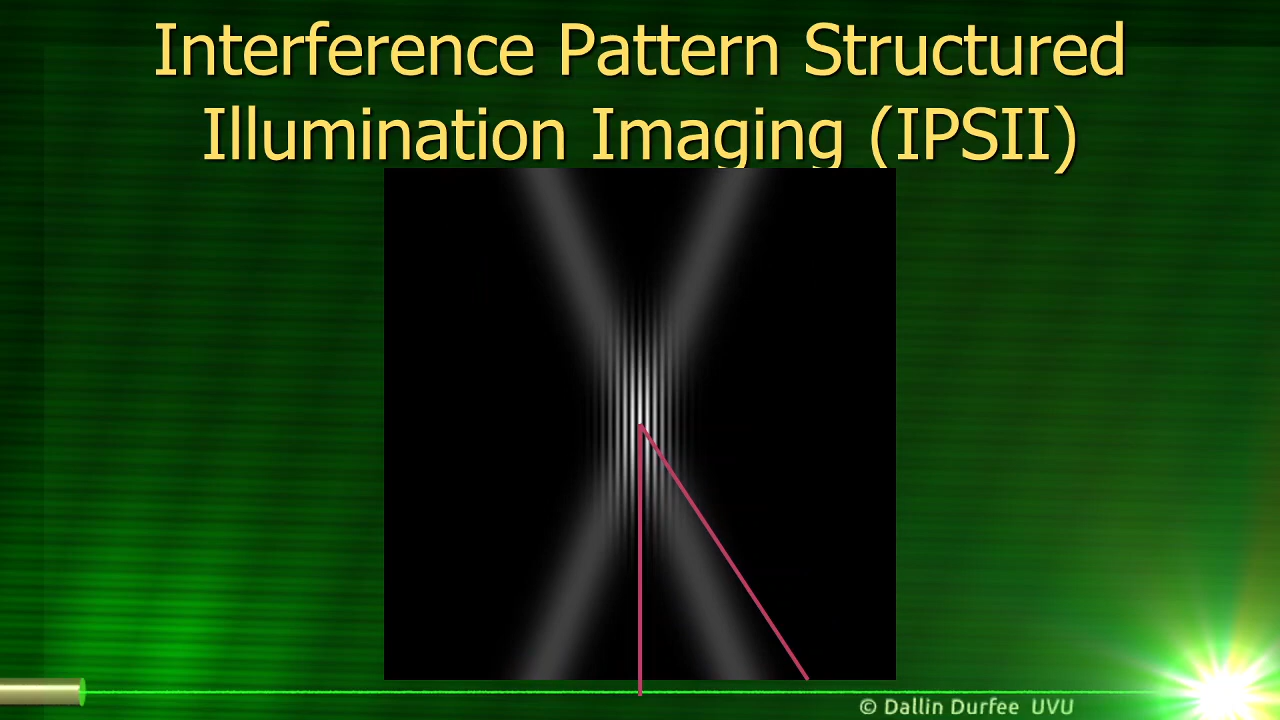 Interference Pattern Structured
Illumination Imaging (IPSII)
© Dallin Durfee UVU